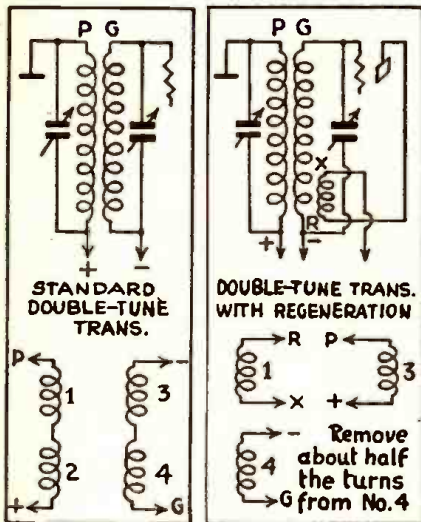 P G
+ -
STANDARD
DOUBLE-TUNE
TRANS.
P -
1 3
2 4
+ G
P G
X
R
+ -
DOUBLE-TUNE TRANS.
WITH REGENERATION
R P
1 3
X +
- Remove
about half
4 the turns
G from No. 4